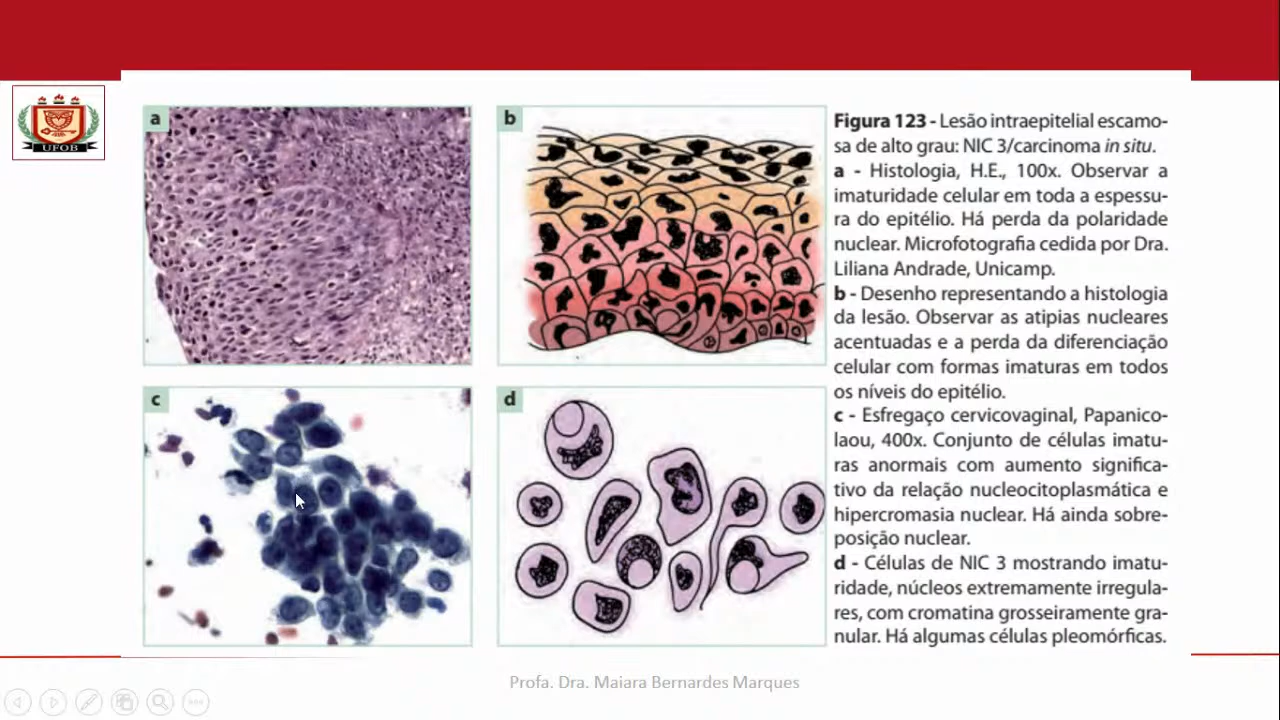 UFOB
a
b
c
d
Figura 123 - Lesão intraepitelial escamo-
sa de alto grau: NIC 3/carcinoma in situ.
a - Histologia, H.E., 100x. Observar a
imaturidade celular em toda a espessu-
ra do epitélio. Há perda da polaridade
nuclear. Microfotografia cedida por Dra.
Liliana Andrade, Unicamp.
b - Desenho representando a histologia
da lesão. Observar as atipias nucleares
acentuadas e a perda da diferenciação
celular com formas imaturas em todos
os níveis do epitélio.
c - Esfregaço cervicovaginal, Papanico-
laou, 400x. Conjunto de células imatu-
ras anormais com aumento significa-
tivo da relação nucleocitoplasmática e
hipercromasia nuclear. Há ainda sobre-
posição nuclear.
d - Células de NIC 3 mostrando imatu-
ridade, núcleos extremamente irregula-
res, com cromatina grosseiramente gra-
nular. Há algumas células pleomórficas.
Profa. Dra. Maiara Bernardes Marques